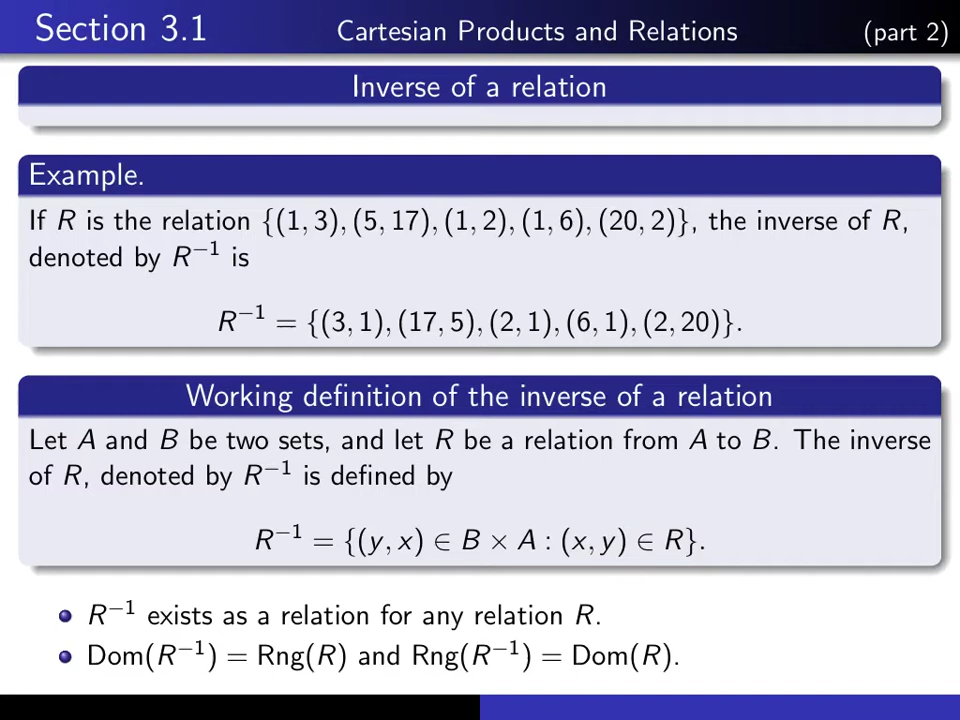 Section 3.1 Cartesian Products and Relations (part 2)
Inverse of a relation
Example.
If R is the relation {(1, 3), (5, 17), (1, 2), (1, 6), (20, 2)}, the inverse of R,
denoted by R⁻¹ is
R⁻¹ = {(3, 1), (17, 5), (2, 1), (6, 1), (2, 20)}.
Working definition of the inverse of a relation
Let A and B be two sets, and let R be a relation from A to B. The inverse
of R, denoted by R⁻¹ is defined by
R⁻¹ = {(y, x) ∈ B × A : (x, y) ∈ R}.
R⁻¹ exists as a relation for any relation R.
Dom(R⁻¹) = Rng(R) and Rng(R⁻¹) = Dom(R).